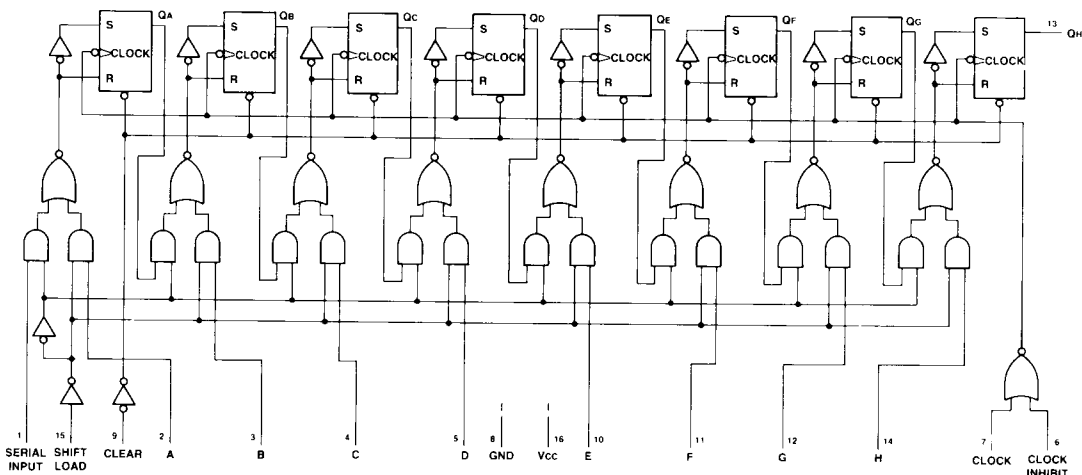 QA QB QC QD QE QF QG 13 QH
S S S S S S S S
CLOCK CLOCK CLOCK CLOCK CLOCK CLOCK CLOCK CLOCK
R R R R R R R R
1 15 9 2 3 4 5 8 16 10 11 12 14 7 6
SERIAL INPUT
SHIFT LOAD
CLEAR
A
B
C
D
GND
VCC
E
F
G
H
CLOCK
CLOCK INHIBIT